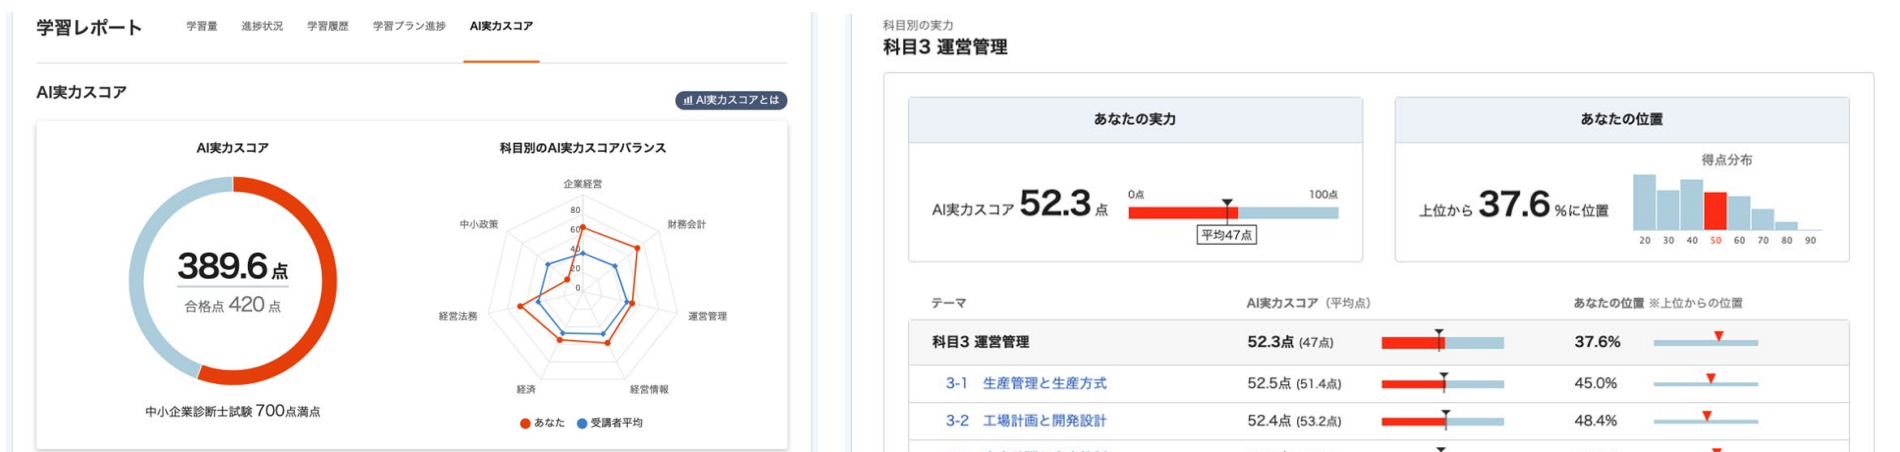 学習レポート 学習量 進捗状況 学習履歴 学習プラン進捗 AI実力スコア
AI実力スコア
AI実力スコアとは
AI実力スコア
389.6点
合格点 420 点
中小企業診断士試験 700点満点
科目別のAI実力スコアバランス
企業経営
財務会計
運営管理
経営情報
経済
経営法務
中小政策
80
60
40
20
0
あなた 受講者平均
科目別の実力
科目3 運営管理
あなたの実力
AI実力スコア 52.3 点
0点 100点
平均47点
あなたの位置
上位から 37.6 %に位置
得点分布
20 30 40 50 60 70 80 90
テーマ AI実力スコア（平均点） あなたの位置 ※上位からの位置
科目3 運営管理 52.3点 (47点) 37.6%
3-1 生産管理と生産方式 52.5点 (51.4点) 45.0%
3-2 工場計画と開発設計 52.4点 (53.2点) 48.4%